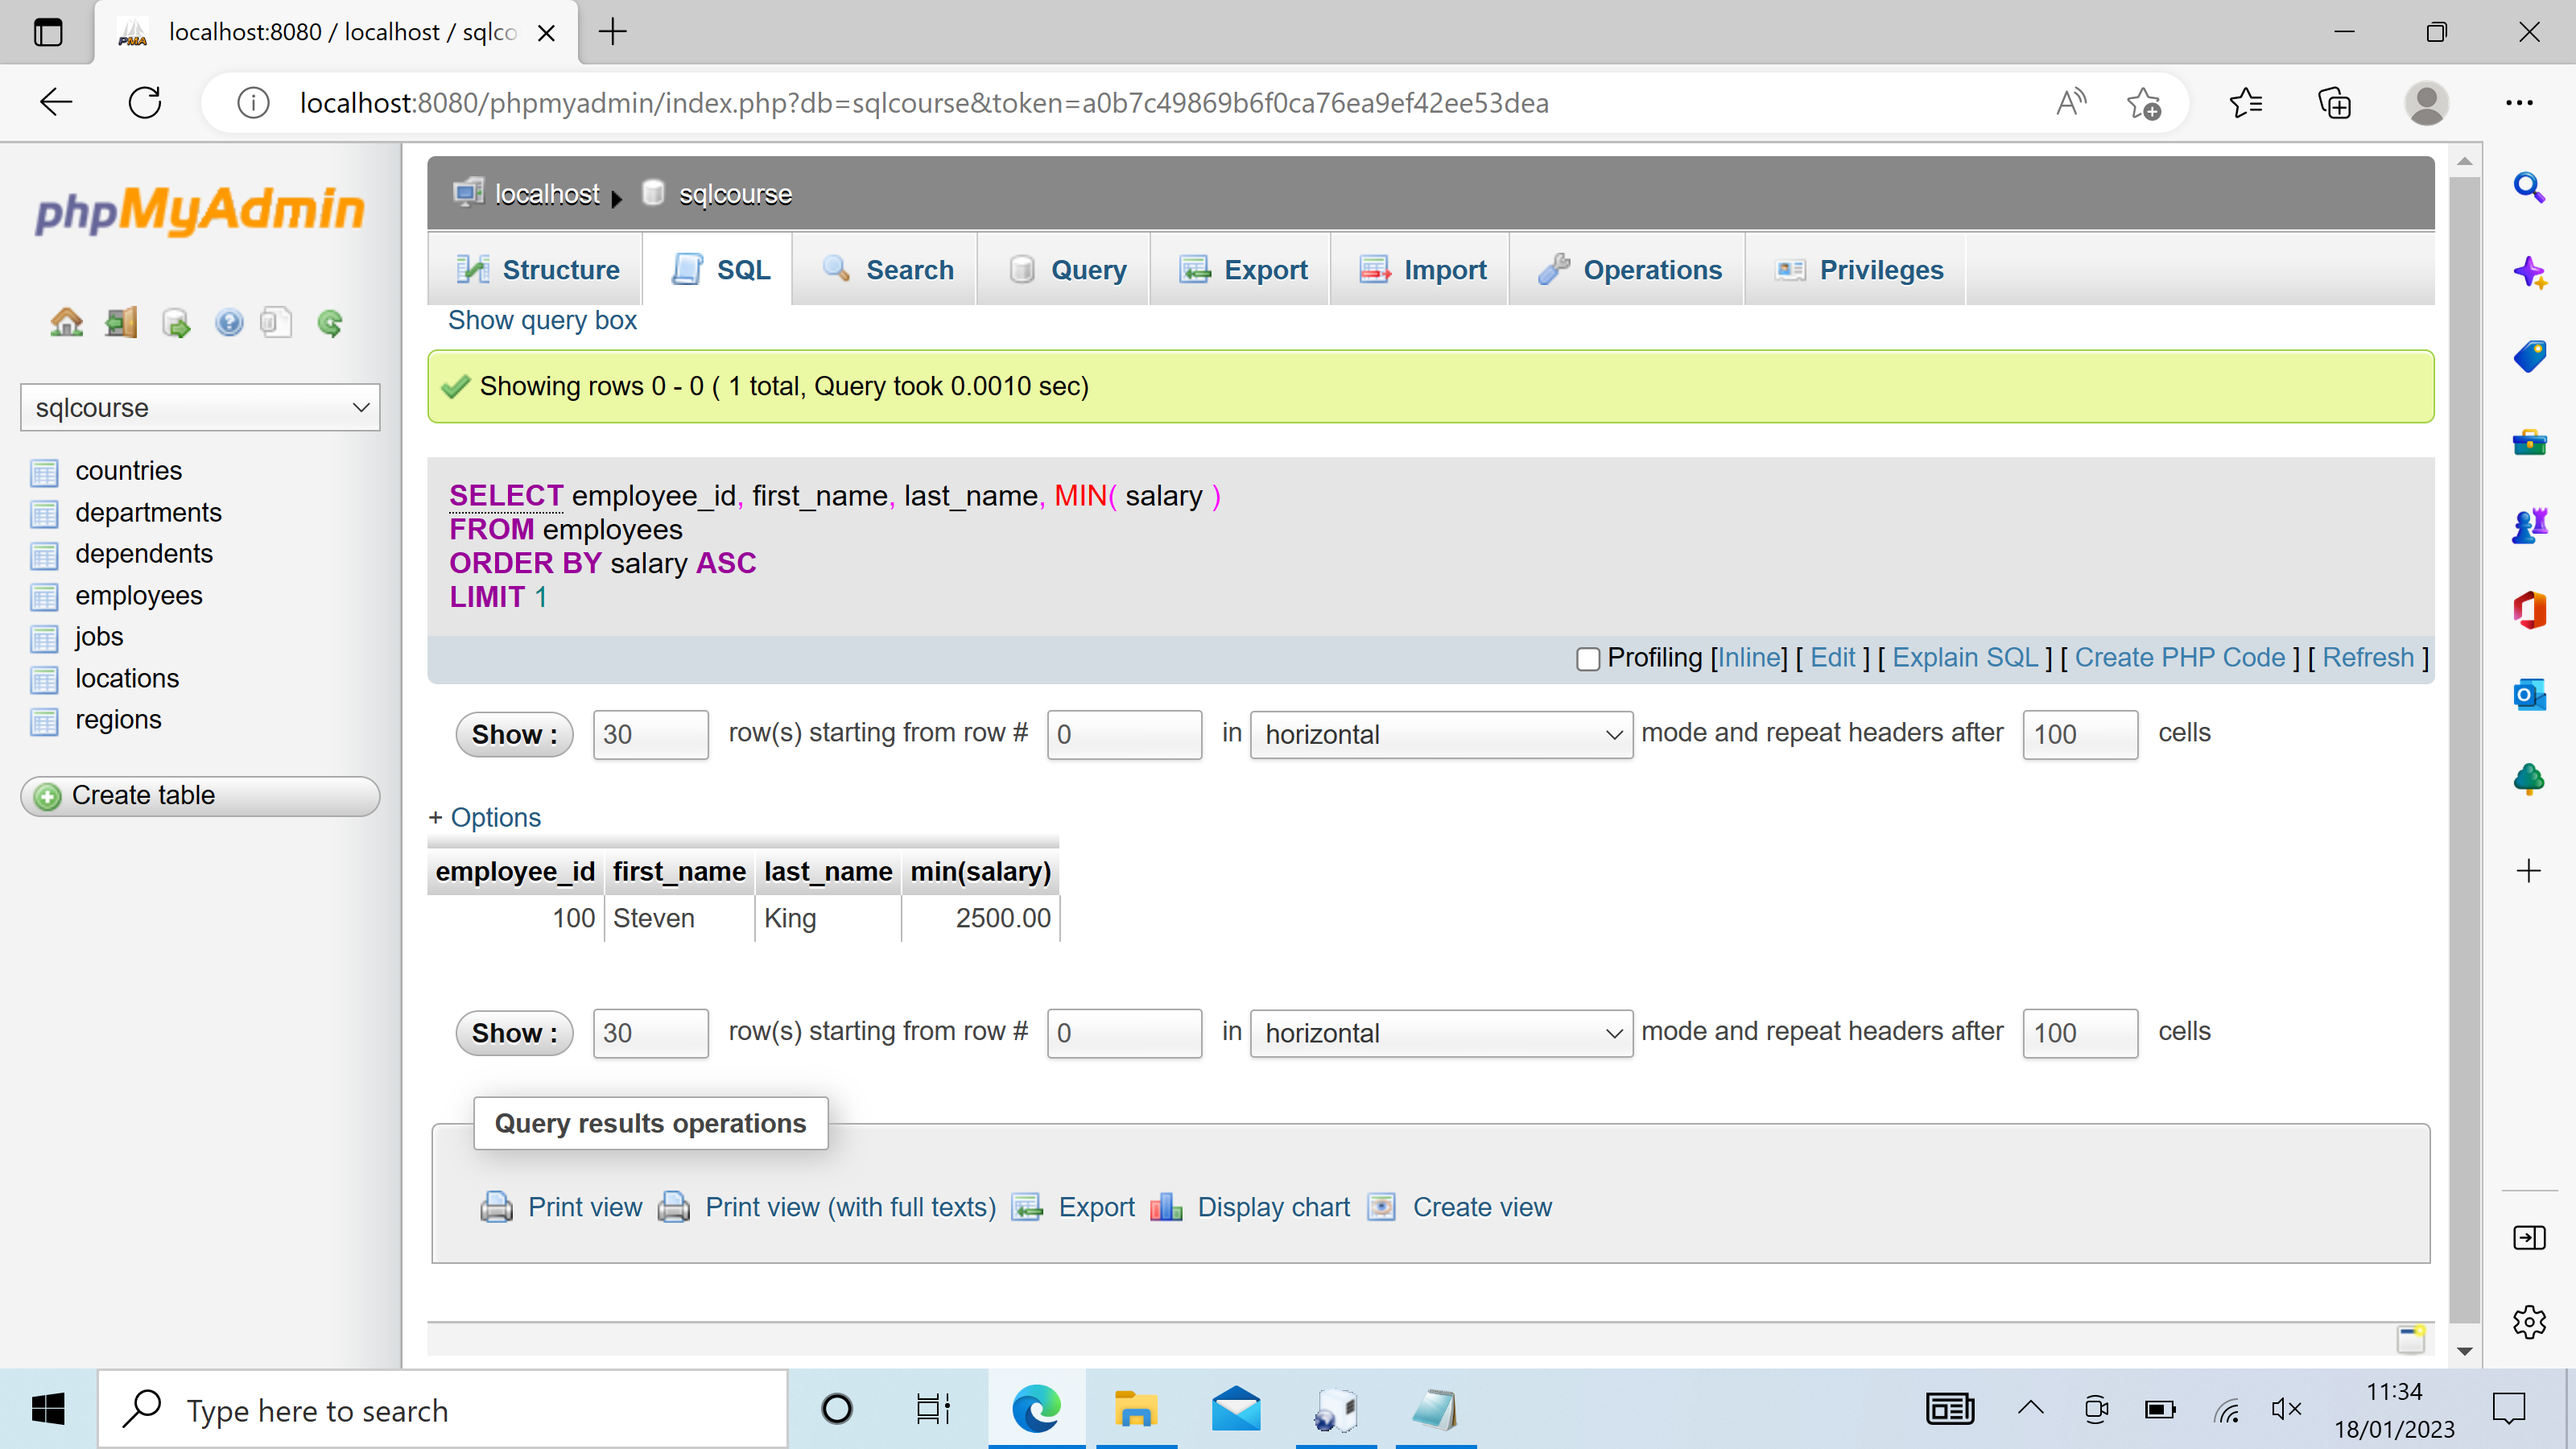 localhost:8080 / localhost / sqlco
localhost:8080/phpmyadmin/index.php?db=sqlcourse&token=a0b7c49869b6f0ca76ea9ef42ee53dea
phpMyAdmin
sqlcourse
countries
departments
dependents
employees
jobs
locations
regions
Create table
localhost sqlcourse
Structure SQL Search Query Export Import Operations Privileges
Show query box
Showing rows 0 - 0 ( 1 total, Query took 0.0010 sec)
SELECT employee_id, first_name, last_name, MIN( salary )
FROM employees
ORDER BY salary ASC
LIMIT 1
Profiling [Inline] [ Edit ] [ Explain SQL ] [ Create PHP Code ] [ Refresh ]
Show : 30 row(s) starting from row # 0 in horizontal mode and repeat headers after 100 cells
+ Options
employee_id first_name last_name min(salary)
100 Steven King 2500.00
Show : 30 row(s) starting from row # 0 in horizontal mode and repeat headers after 100 cells
Query results operations
Print view Print view (with full texts) Export Display chart Create view
Type here to search
11:34
18/01/2023